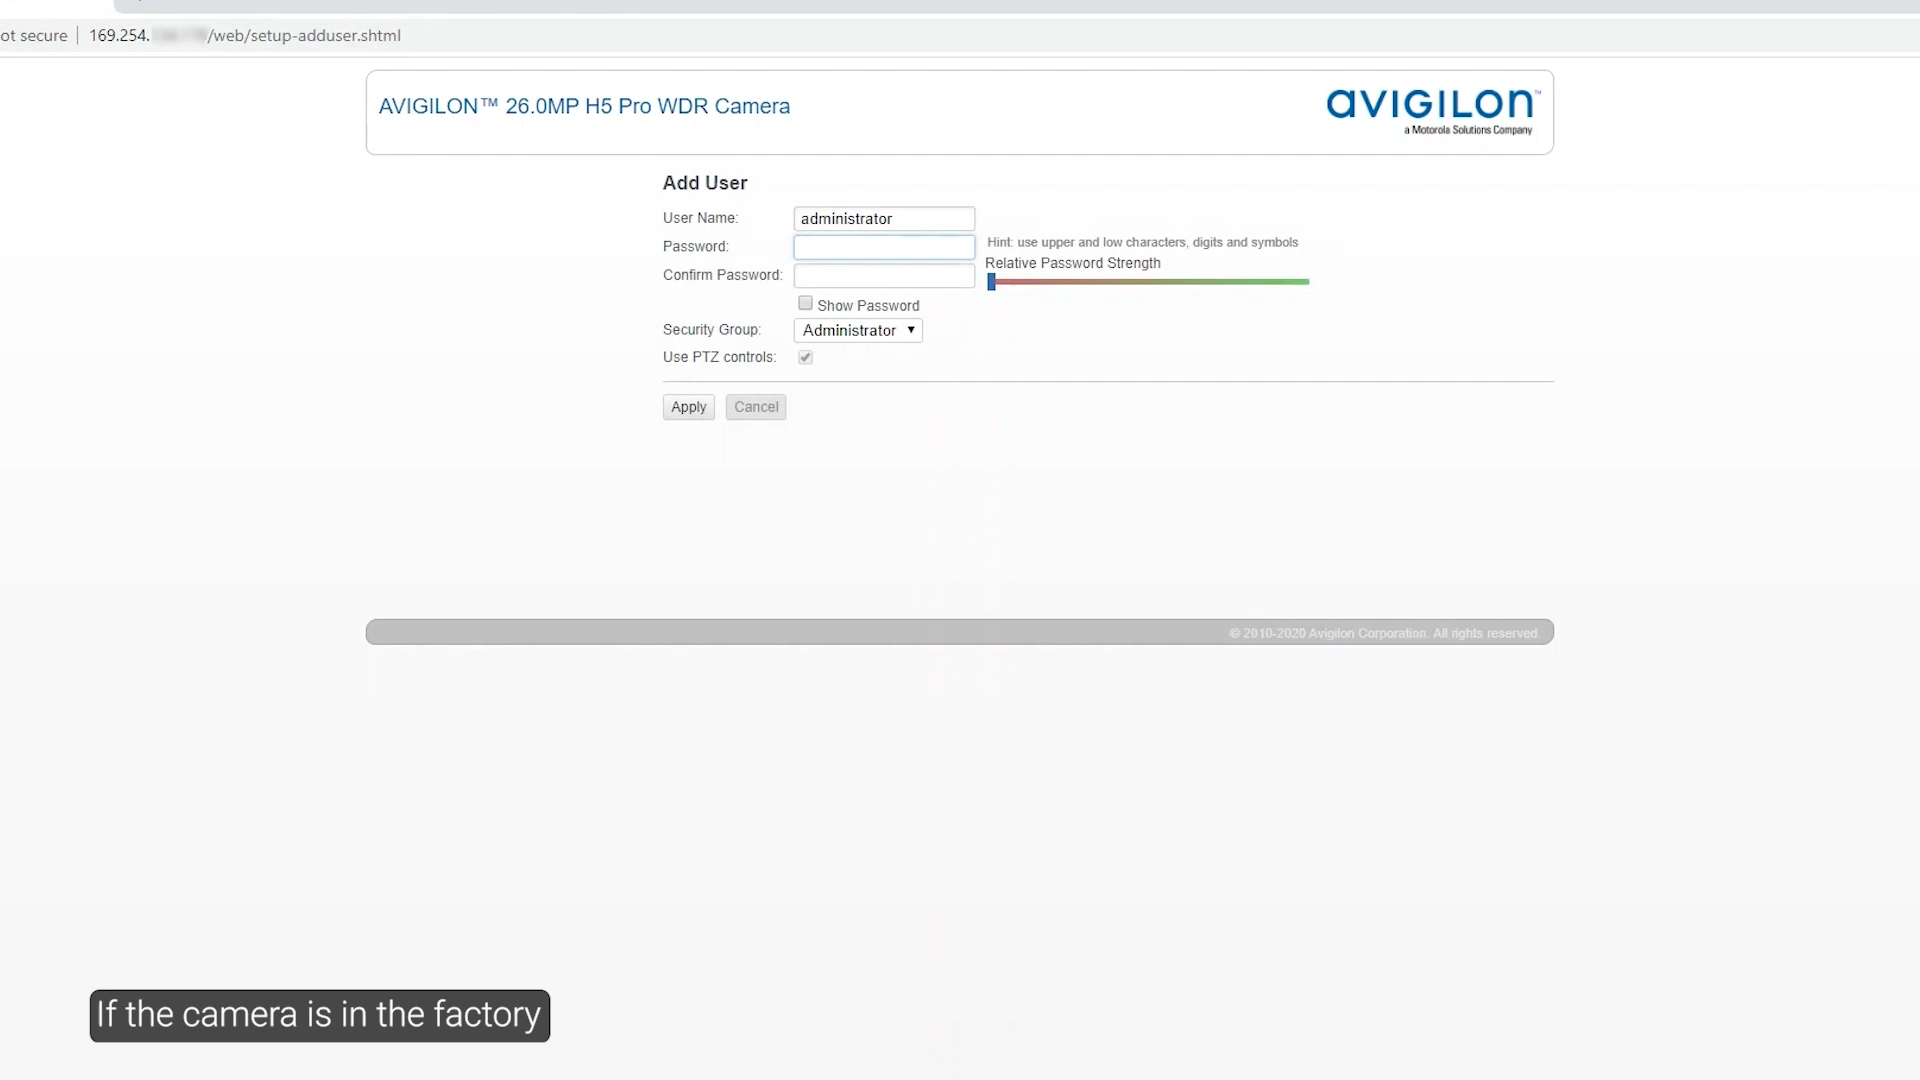 ot secure | 169.254. /web/setup-adduser.shtml
AVIGILON™ 26.0MP H5 Pro WDR Camera
avigilon™
a Motorola Solutions Company
Add User
User Name: administrator
Password:
Hint: use upper and low characters, digits and symbols
Relative Password Strength
Confirm Password:
Show Password
Security Group: Administrator
Use PTZ controls:
Apply Cancel
© 2010-2020 Avigilon Corporation. All rights reserved.
If the camera is in the factory